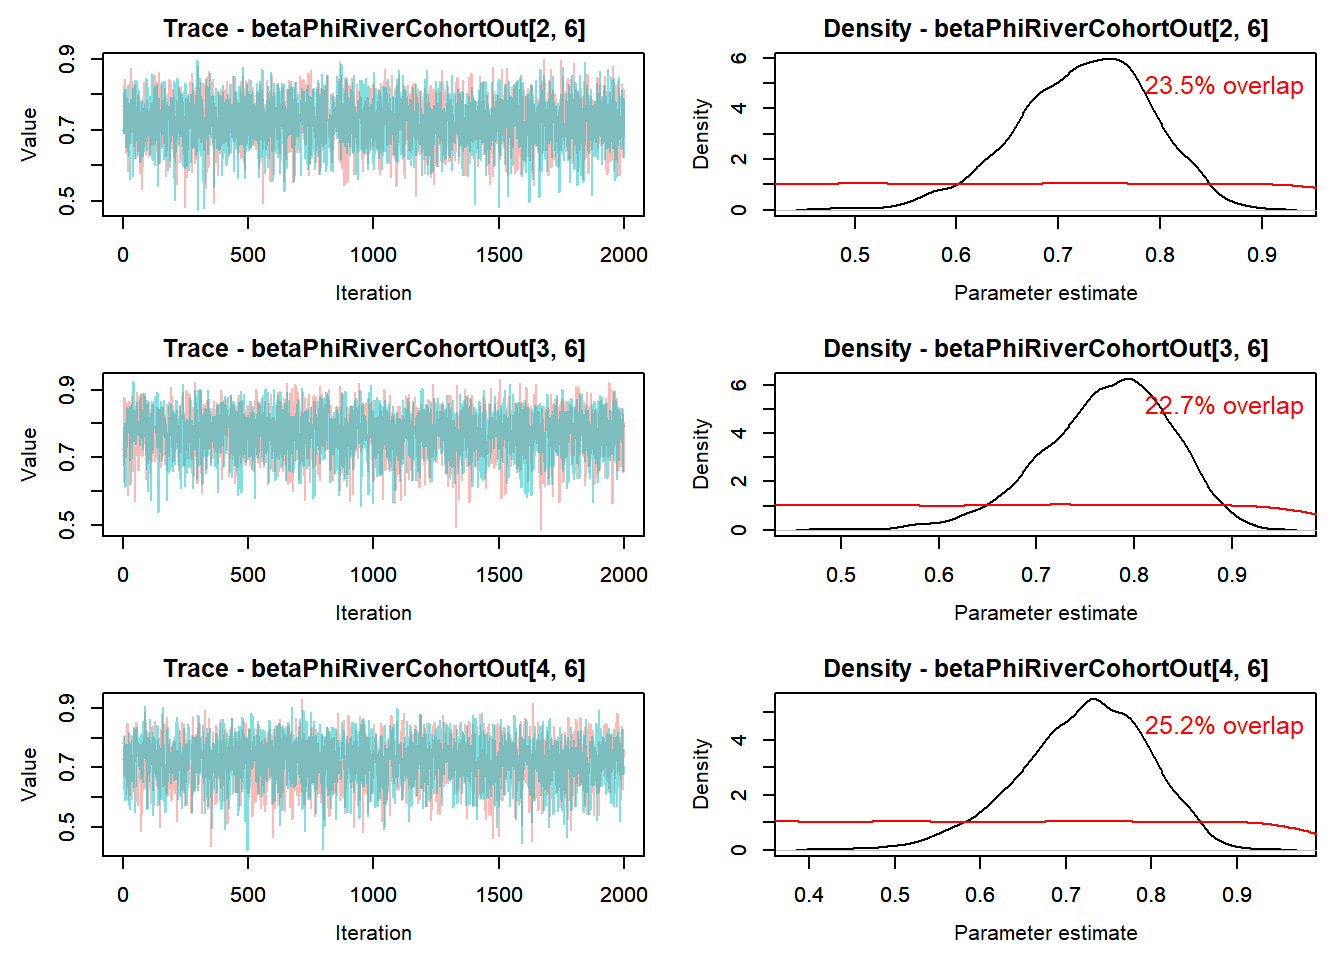 Trace - betaPhiRiverCohortOut[2, 6]
Value
0.5 0.7 0.9
0 500 1000 1500 2000
Iteration
Density - betaPhiRiverCohortOut[2, 6]
23.5% overlap
Density
0 2 4 6
0.5 0.6 0.7 0.8 0.9
Parameter estimate
Trace - betaPhiRiverCohortOut[3, 6]
Value
0.5 0.7 0.9
0 500 1000 1500 2000
Iteration
Density - betaPhiRiverCohortOut[3, 6]
22.7% overlap
Density
0 2 4 6
0.5 0.6 0.7 0.8 0.9
Parameter estimate
Trace - betaPhiRiverCohortOut[4, 6]
Value
0.5 0.7 0.9
0 500 1000 1500 2000
Iteration
Density - betaPhiRiverCohortOut[4, 6]
25.2% overlap
Density
0 2 4
0.4 0.5 0.6 0.7 0.8 0.9
Parameter estimate